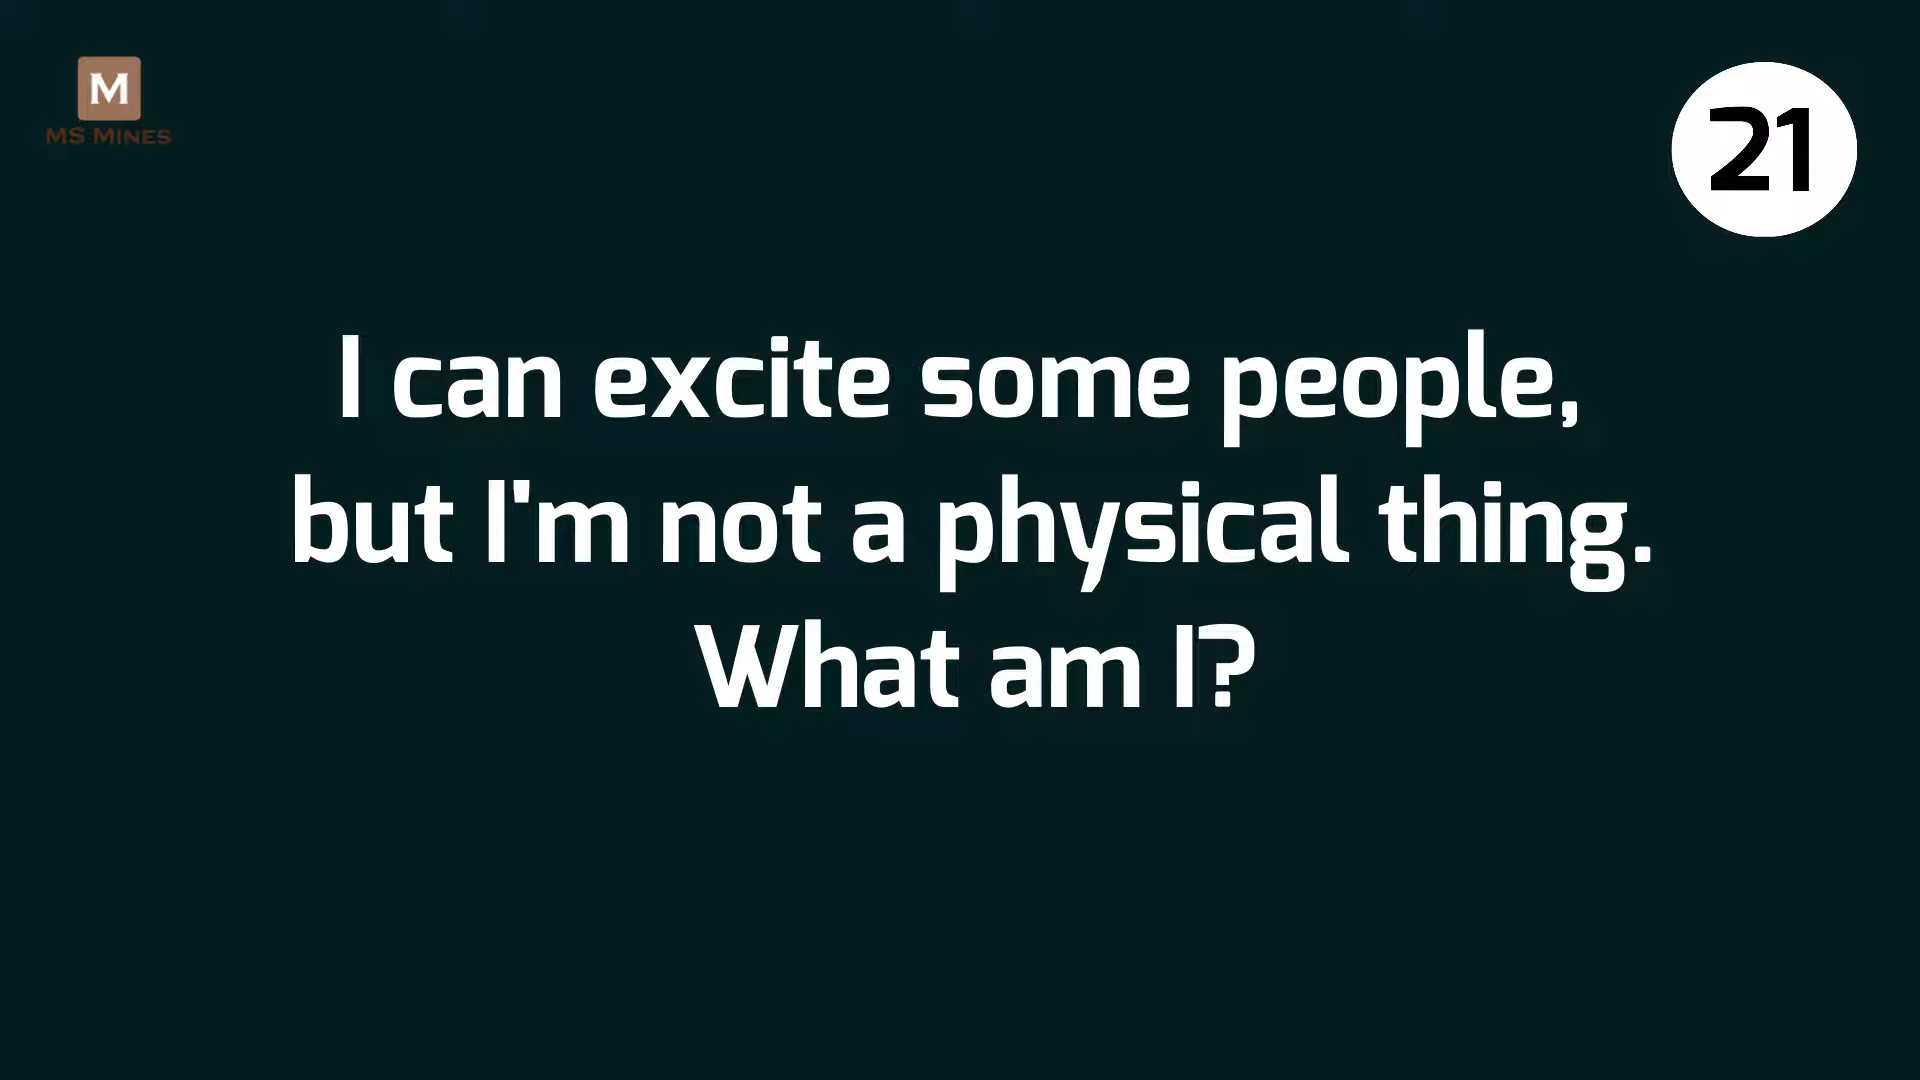 M
MS MINES
21
I can excite some people,
but I'm not a physical thing.
What am I?